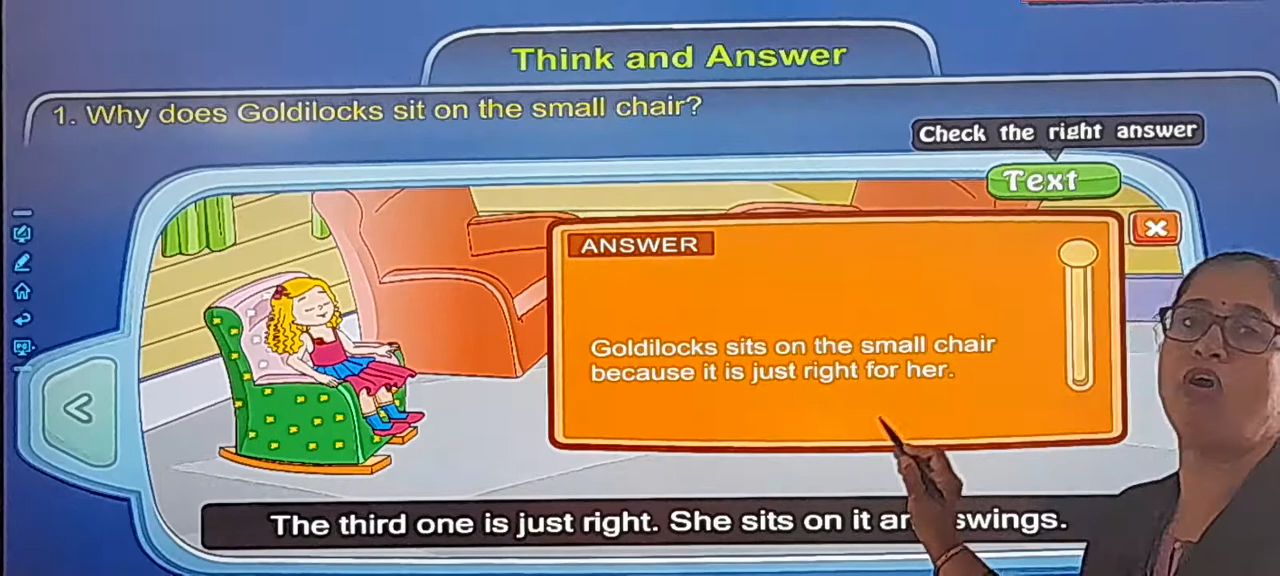 Think and Answer
1. Why does Goldilocks sit on the small chair?
Check the right answer
Text
ANSWER
Goldilocks sits on the small chair
because it is just right for her.
The third one is just right. She sits on it swings.